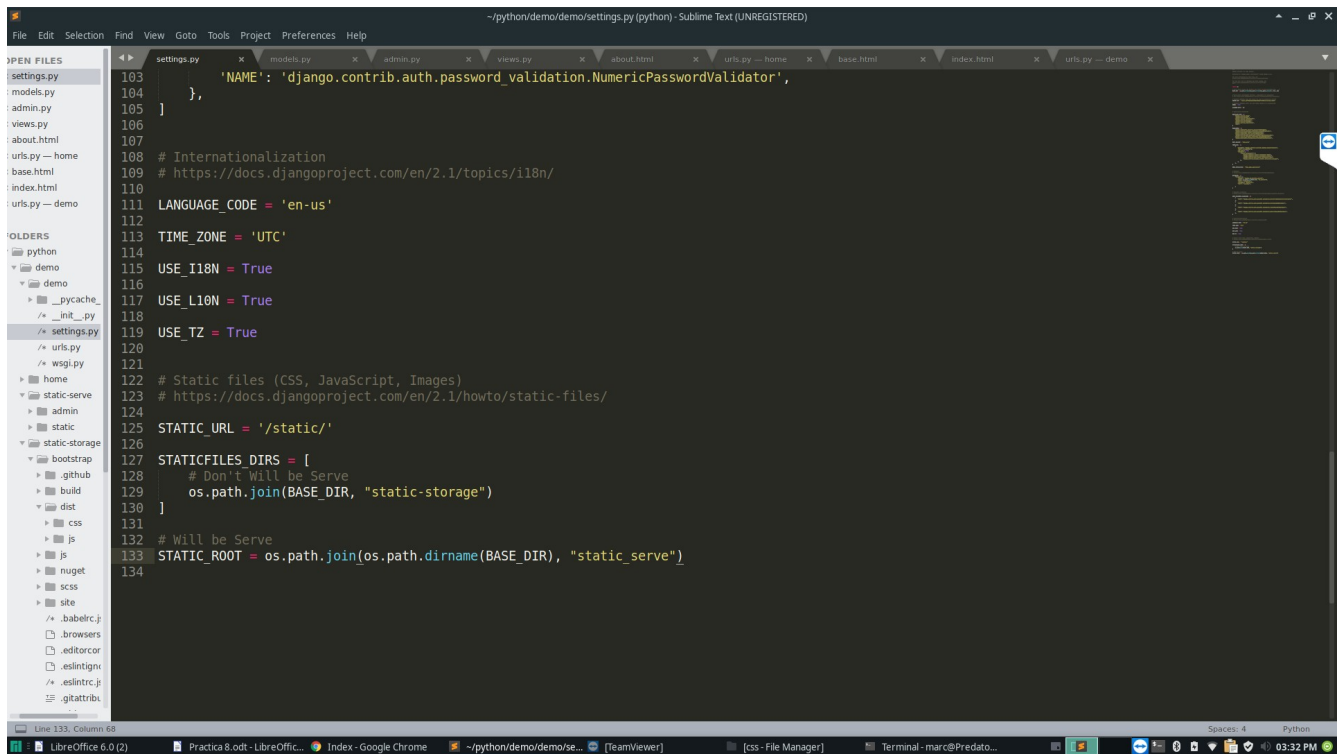 ~/python/demo/demo/settings.py (python) - Sublime Text (UNREGISTERED)
File Edit Selection Find View Goto Tools Project Preferences Help
OPEN FILES
settings.py
models.py
admin.py
views.py
about.html
urls.py — home
base.html
index.html
urls.py — demo
FOLDERS
python
demo
demo
__pycache_
/* __init__.py
/* settings.py
/* urls.py
/* wsgi.py
home
static-serve
admin
static
static-storage
bootstrap
.github
build
dist
css
js
js
nuget
scss
site
/* .babelrc.js
.browsers
.editorcor
.eslintigno
/* .eslintrc.js
.gitattribu
settings.py × models.py × admin.py × views.py × about.html × urls.py — home × base.html × index.html × urls.py — demo ×
103 'NAME': 'django.contrib.auth.password_validation.NumericPasswordValidator',
104 },
105 ]
106
107
108 # Internationalization
109 # https://docs.djangoproject.com/en/2.1/topics/i18n/
110
111 LANGUAGE_CODE = 'en-us'
112
113 TIME_ZONE = 'UTC'
114
115 USE_I18N = True
116
117 USE_L10N = True
118
119 USE_TZ = True
120
121
122 # Static files (CSS, JavaScript, Images)
123 # https://docs.djangoproject.com/en/2.1/howto/static-files/
124
125 STATIC_URL = '/static/'
126
127 STATICFILES_DIRS = [
128 # Don't Will be Serve
129 os.path.join(BASE_DIR, "static-storage")
130 ]
131
132 # Will be Serve
133 STATIC_ROOT = os.path.join(os.path.dirname(BASE_DIR), "static_serve")
134
Line 133, Column 68 Spaces: 4 Python
LibreOffice 6.0 (2) Practica 8.odt - LibreOffic... Index - Google Chrome ~/python/demo/demo/se... [TeamViewer] [css - File Manager] Terminal - marc@Predato... 03:32 PM